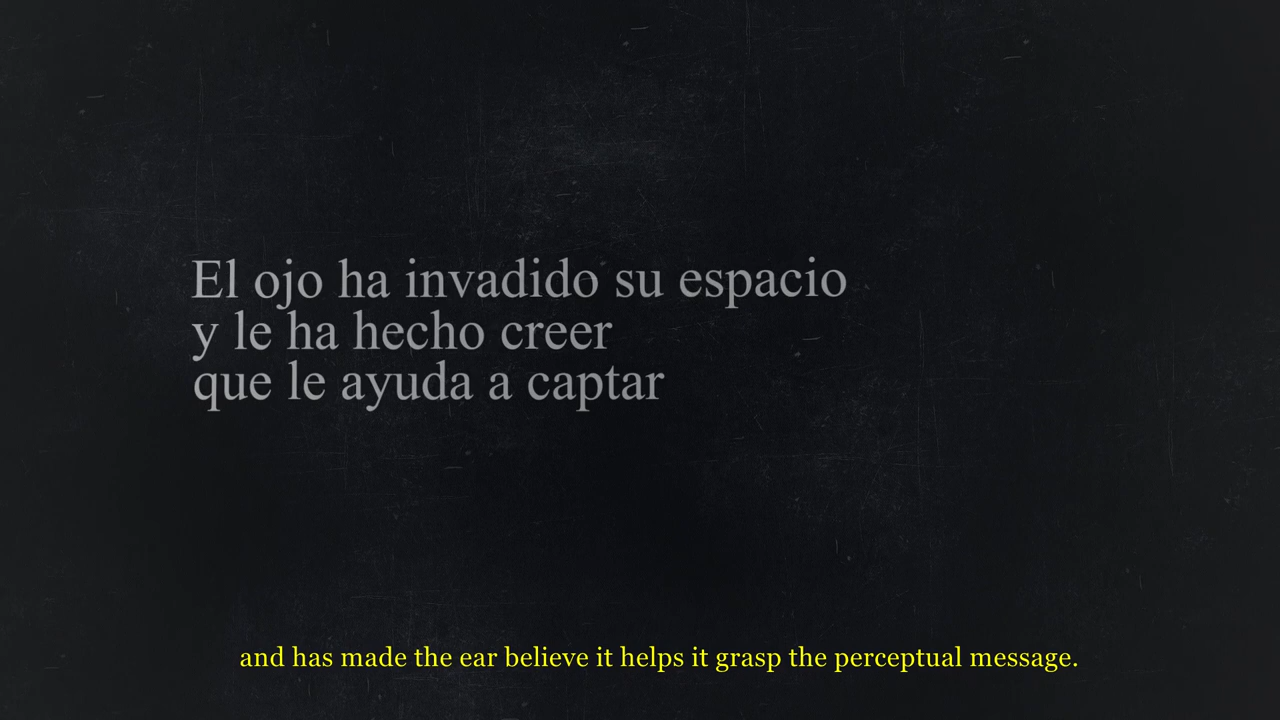 El ojo ha invadido su espacio
y le ha hecho creer
que le ayuda a captar
and has made the ear believe it helps it grasp the perceptual message.